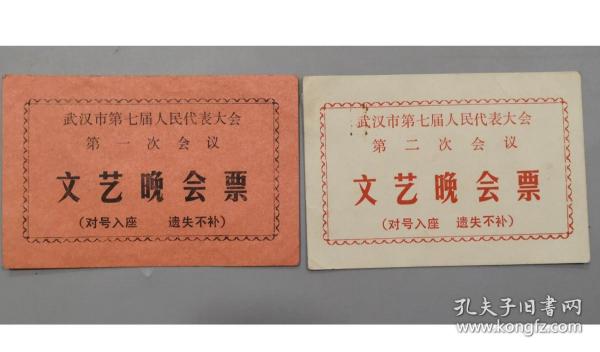 武汉市第七届人民代表大会
第一次会议
文艺晚会票
(对号入座 遗失不补)
武汉市第七届人民代表大会
第二次会议
文艺晚会票
(对号入座 遗失不补)
孔夫子旧书网
www.kongfz.com